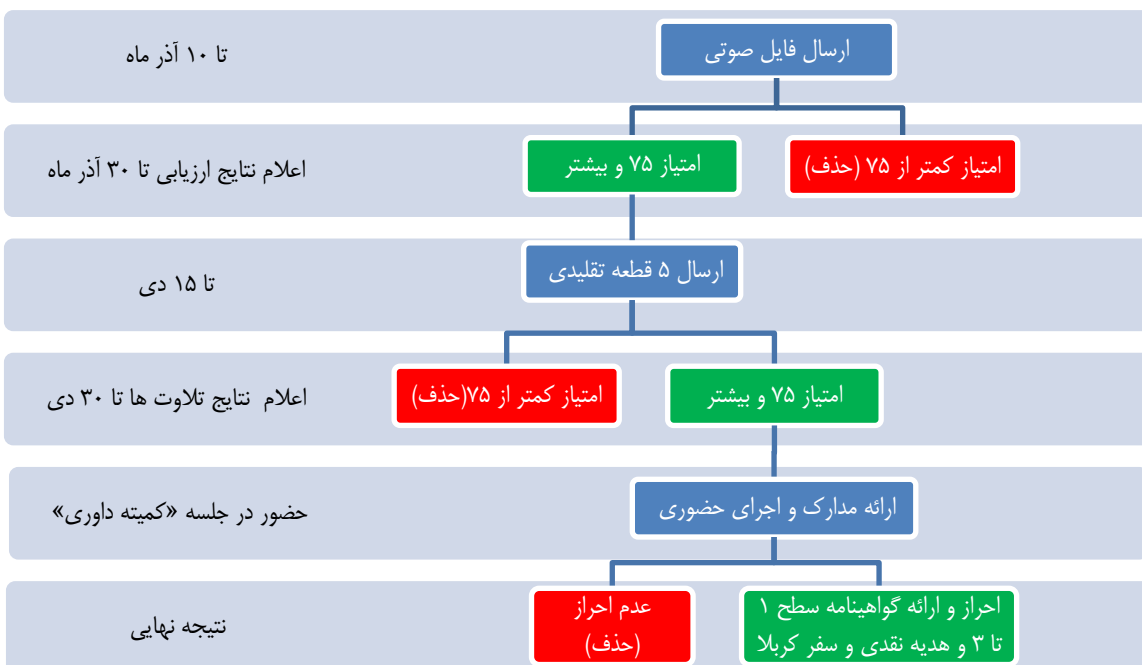 ارسال فایل صوتی
تا ۱۰ آذر ماه
امتیاز کمتر از ۷۵ (حذف)
امتیاز ۷۵ و بیشتر
اعلام نتایج ارزیابی تا ۳۰ آذر ماه
ارسال ۵ قطعه تقلیدی
تا ۱۵ دی
امتیاز ۷۵ و بیشتر
امتیاز کمتر از ۷۵(حذف)
اعلام نتایج تلاوت ها تا ۳۰ دی
ارائه مدارک و اجرای حضوری
حضور در جلسه «کمیته داوری»
احراز و ارائه گواهینامه سطح ۱
تا ۳ و هدیه نقدی و سفر کربلا
عدم احراز
(حذف)
نتیجه نهایی